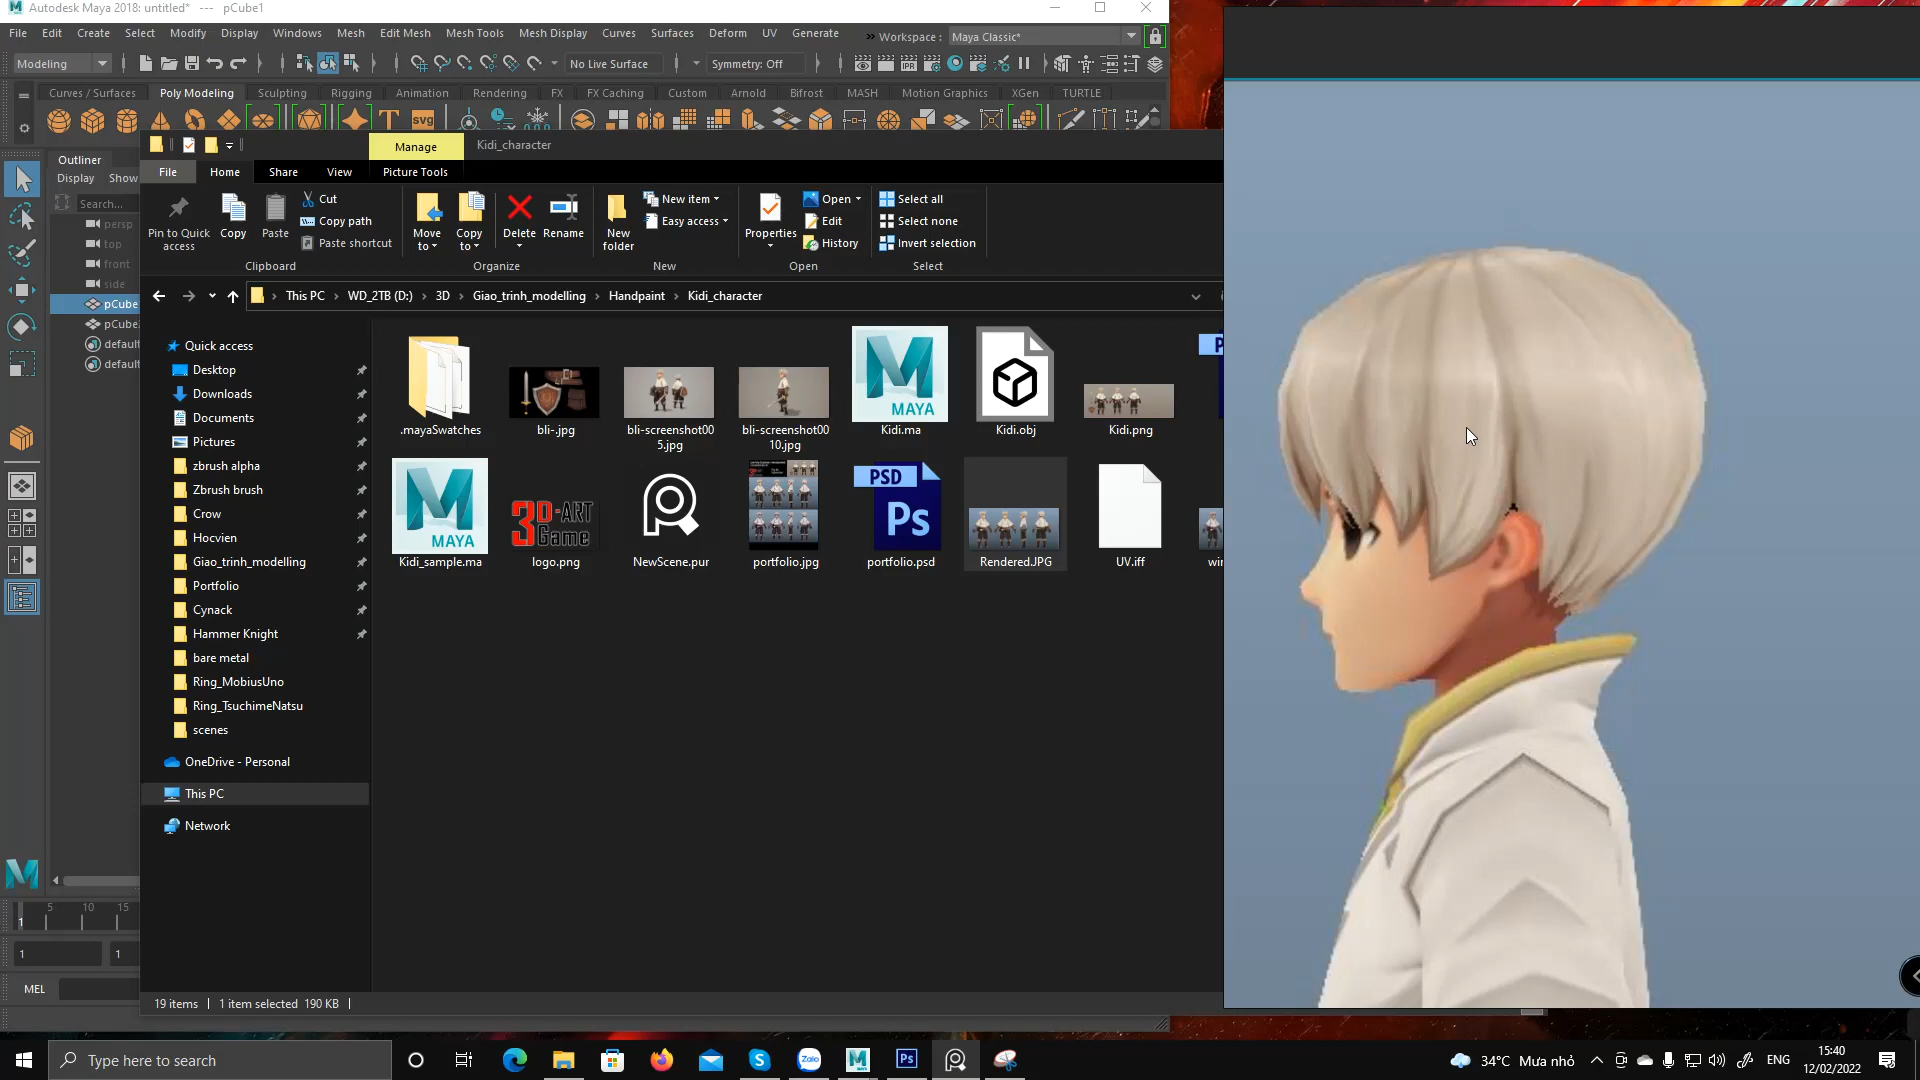 Autodesk Maya 2018: untitled*   ---   pCube1
File Edit Create Select Modify Display Windows Mesh Edit Mesh Mesh Tools Mesh Display Curves Surfaces Deform UV Generate
Workspace : Maya Classic*
Modeling No Live Surface Symmetry: Off
Curves / Surfaces Poly Modeling Sculpting Rigging Animation Rendering FX FX Caching Custom Arnold Bifrost MASH Motion Graphics XGen TURTLE
Outliner
Display Show
Search...
persp
top
front
side
pCube
pCube
default
default
Manage Kidi_character
File Home Share View Picture Tools
Pin to Quick access
Copy
Paste
Cut
Copy path
Paste shortcut
Clipboard
Move to
Copy to
Delete
Rename
Organize
New folder
New item
Easy access
New
Properties
Open
Edit
History
Open
Select all
Select none
Invert selection
Select
This PC WD_2TB (D:) 3D Giao_trinh_modelling Handpaint Kidi_character
Quick access
Desktop
Downloads
Documents
Pictures
zbrush alpha
Zbrush brush
Crow
Hocvien
Giao_trinh_modelling
Portfolio
Cynack
Hammer Knight
bare metal
Ring_MobiusUno
Ring_TsuchimeNatsu
scenes
OneDrive - Personal
This PC
Network
MAYA
.mayaSwatches
bli-.jpg
bli-screenshot005.jpg
bli-screenshot0010.jpg
Kidi.ma
Kidi.obj
Kidi.png
MAYA
3D-ART Game
PSD
Ps
Kidi_sample.ma
logo.png
NewScene.pur
portfolio.jpg
portfolio.psd
Rendered.JPG
UV.iff
19 items 1 item selected 190 KB
5 10 15
1
1 1
MEL
Type here to search
Zalo
Ps
34°C Mưa nhỏ
ENG
15:40
12/02/2022